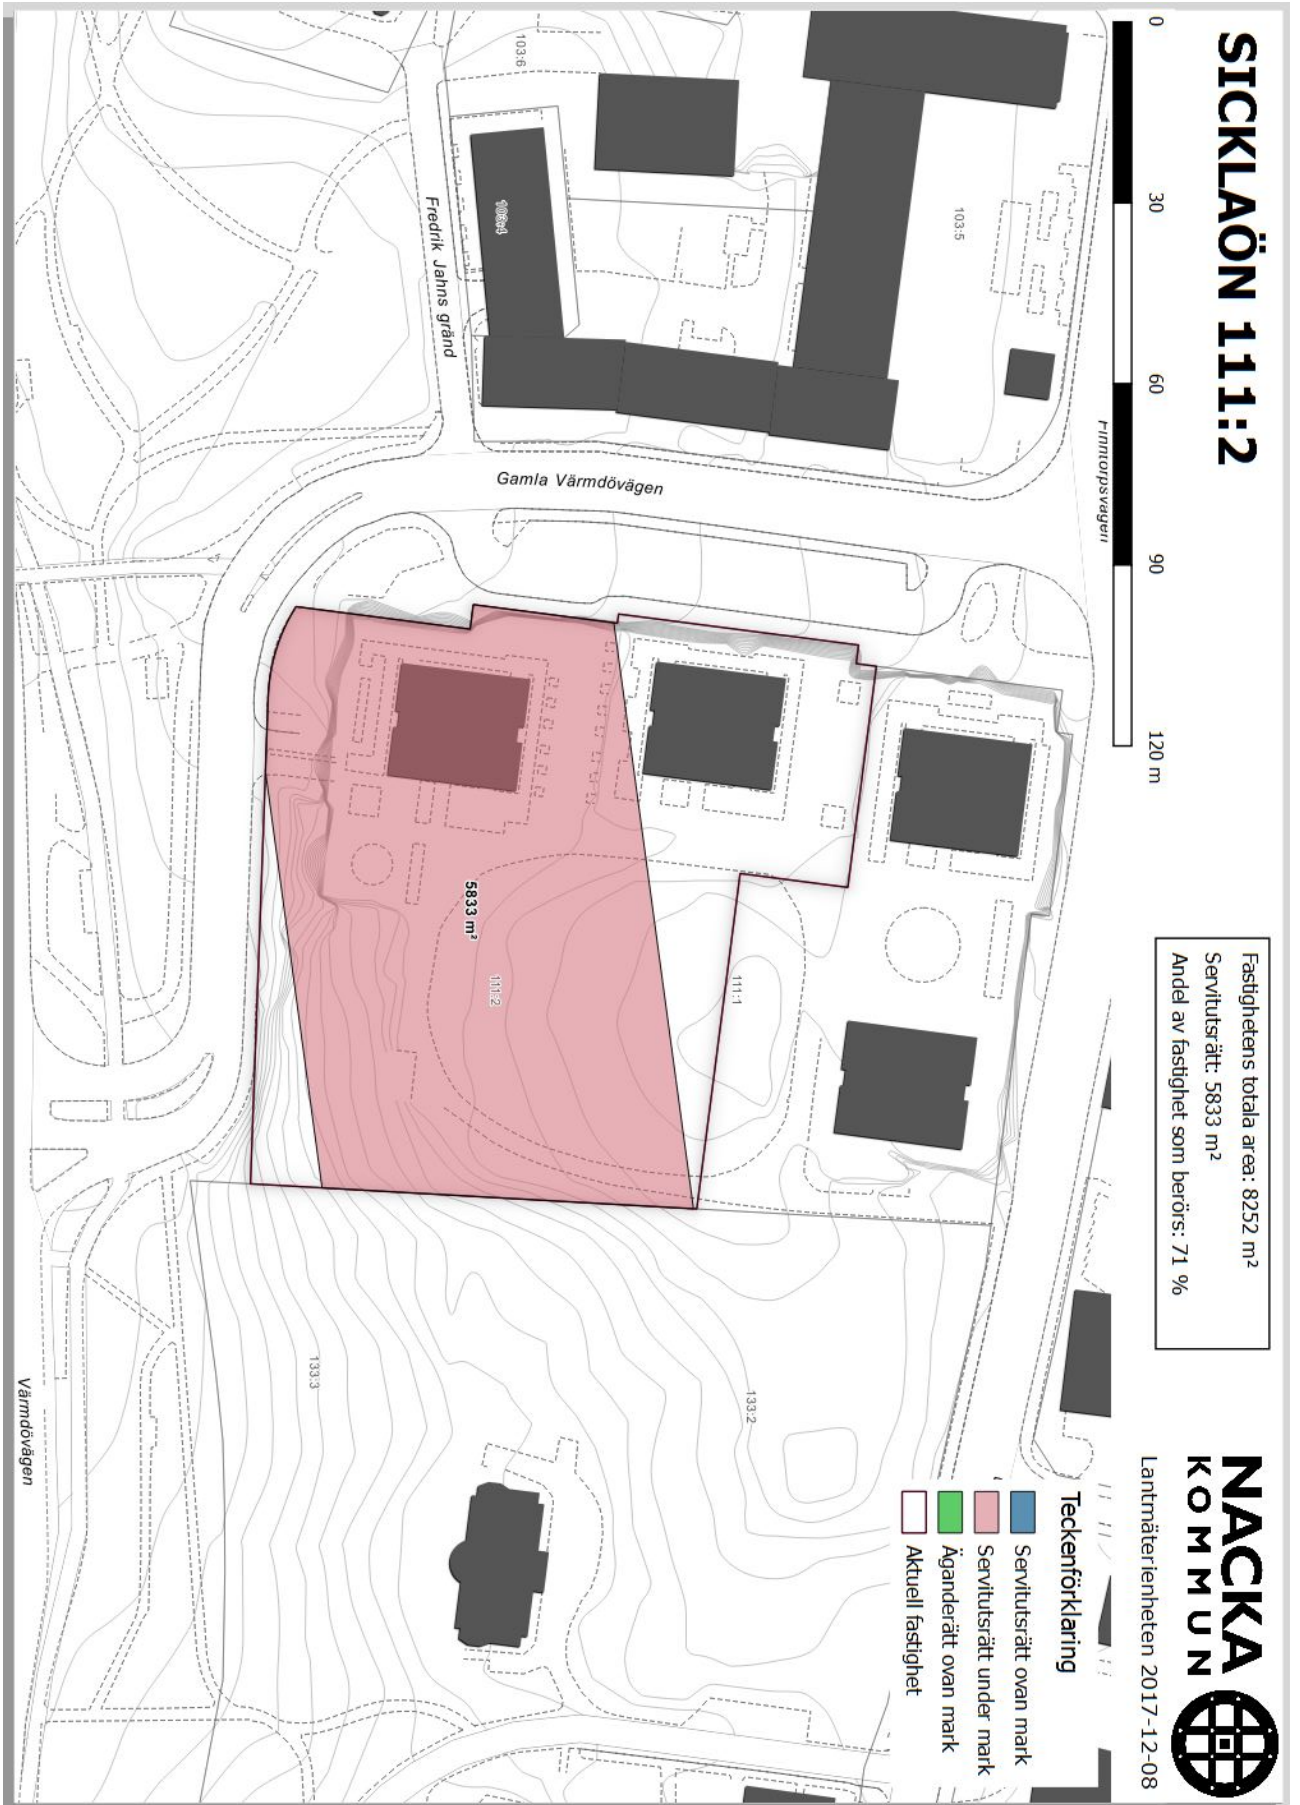 SICKLAÖN 111:2
Fastighetens totala area: 8252 m²
Servitutsrätt: 5833 m²
Andel av fastighet som berörs: 71 %
NACKA
KOMMUN
Lantmäterienheten 2017-12-08
0 30 60 90 120 m
Teckenförklaring
Servitutsrätt ovan mark
Servitutsrätt under mark
Äganderätt ovan mark
Aktuell fastighet
Finntorpsvägen
103:5
103:6
103:4
Fredrik Jahns gränd
Gamla Värmdövägen
111:1
111:2
5833 m²
133:2
133:3
Värmdövägen